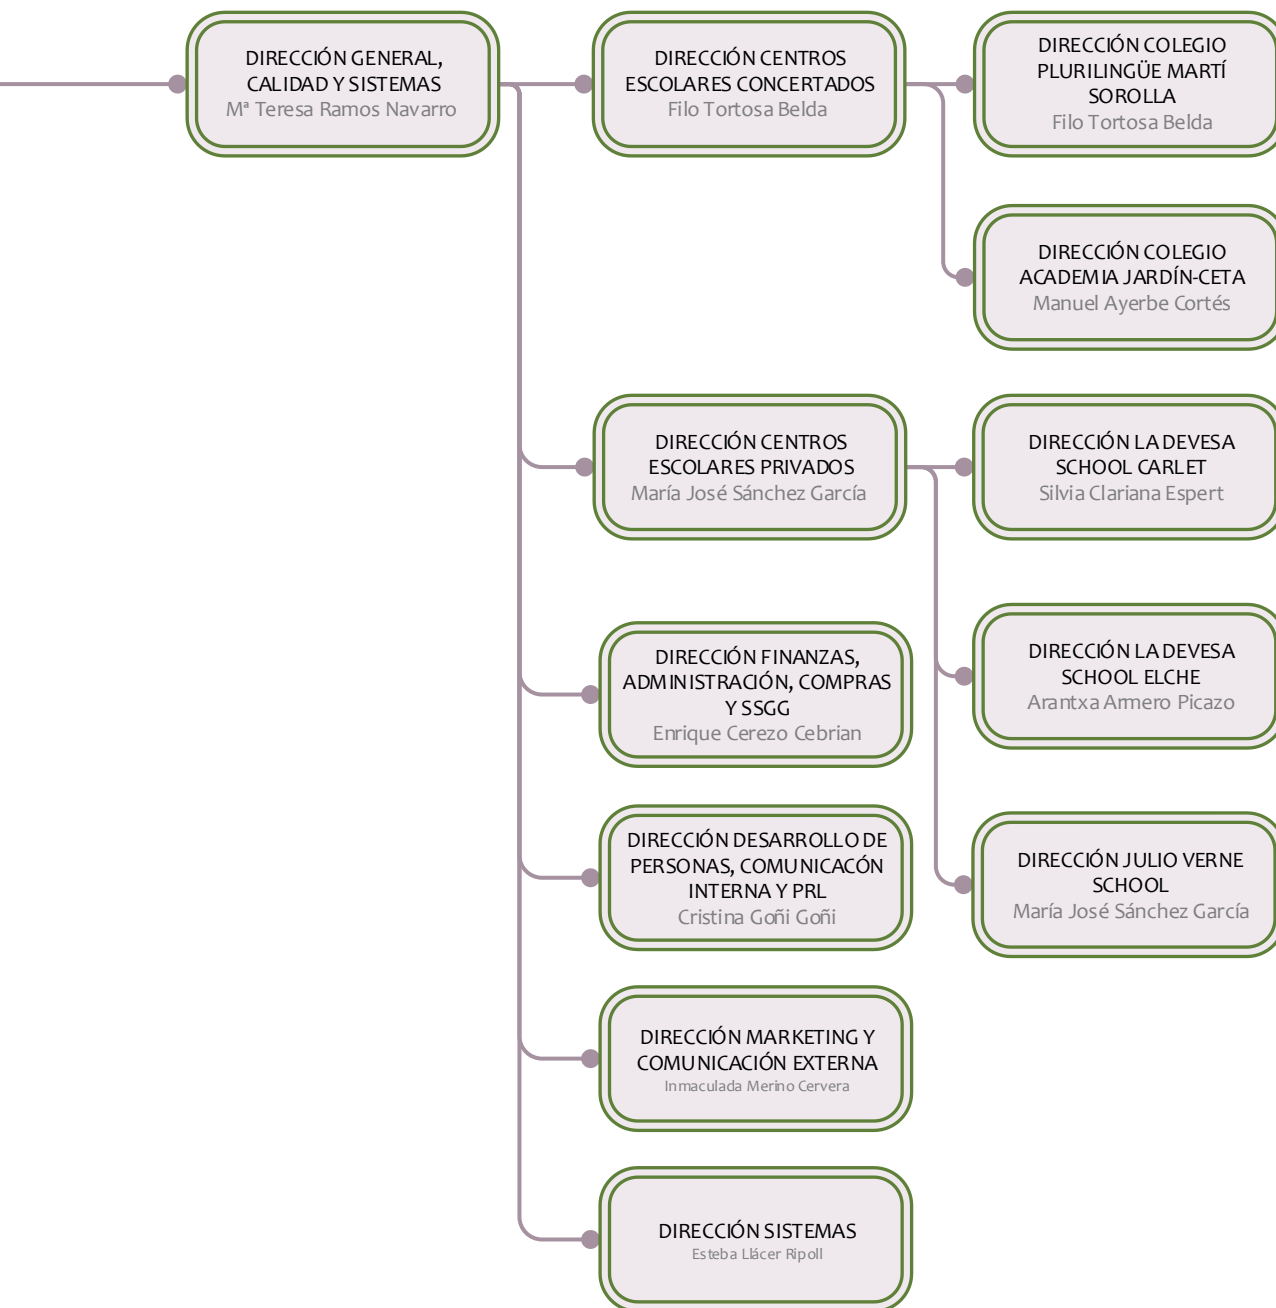 DIRECCIÓN GENERAL,
CALIDAD Y SISTEMAS
Mª Teresa Ramos Navarro
DIRECCIÓN CENTROS
ESCOLARES CONCERTADOS
Filo Tortosa Belda
DIRECCIÓN COLEGIO
PLURILINGÜE MARTÍ
SOROLLA
Filo Tortosa Belda
DIRECCIÓN COLEGIO
ACADEMIA JARDÍN-CETA
Manuel Ayerbe Cortés
DIRECCIÓN CENTROS
ESCOLARES PRIVADOS
María José Sánchez García
DIRECCIÓN LA DEVESA
SCHOOL CARLET
Silvia Clariana Espert
DIRECCIÓN LA DEVESA
SCHOOL ELCHE
Arantxa Armero Picazo
DIRECCIÓN JULIO VERNE
SCHOOL
María José Sánchez García
DIRECCIÓN FINANZAS,
ADMINISTRACIÓN, COMPRAS
Y SSGG
Enrique Cerezo Cebrian
DIRECCIÓN DESARROLLO DE
PERSONAS, COMUNICACÓN
INTERNA Y PRL
Cristina Goñi Goñi
DIRECCIÓN MARKETING Y
COMUNICACIÓN EXTERNA
Inmaculada Merino Cervera
DIRECCIÓN SISTEMAS
Esteba Llácer Ripoll